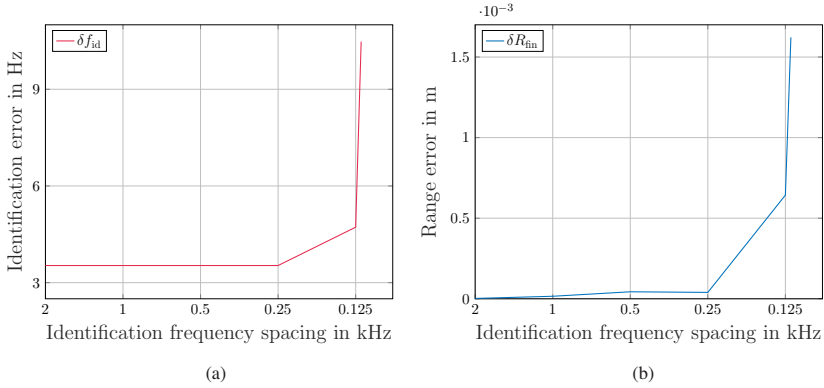 δf_id
9
6
3
Identification error in Hz
2 1 0.5 0.25 0.125
Identification frequency spacing in kHz
(a)
·10⁻³
δR_fin
1.5
1
0.5
0
Range error in m
2 1 0.5 0.25 0.125
Identification frequency spacing in kHz
(b)